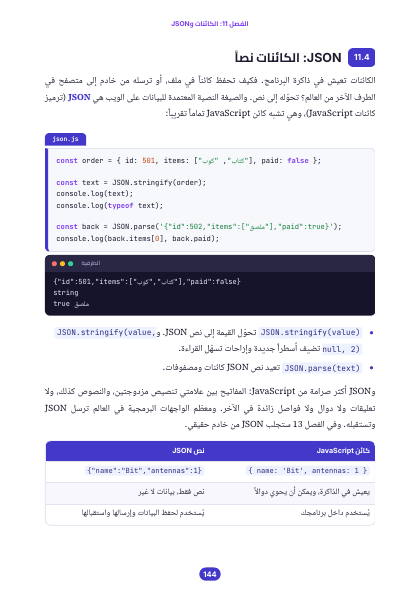 الفصل 11: الكائنات وJSON
11.4 JSON: الكائنات نصاً
الكائنات تعيش في ذاكرة البرنامج. فكيف تحفظ كائناً في ملف، أو ترسله من خادم إلى متصفح في
الطرف الآخر من العالم؟ تحوّله إلى نص. والصيغة النصية المعتمدة للبيانات على الويب هي JSON (ترميز
كائنات JavaScript)، وهي تشبه كائن JavaScript تماماً تقريباً:
json.js
const order = { id: 501, items: ["كتاب", "كوب"], paid: false };
const text = JSON.stringify(order);
console.log(text);
console.log(typeof text);
const back = JSON.parse('{"id":502,"items":["ملصق"],"paid":true}');
console.log(back.items[0], back.paid);
الطرفية
{"id":501,"items":["كتاب","كوب"],"paid":false}
string
ملصق true
JSON.stringify(value) تحوّل القيمة إلى نص JSON. و JSON.stringify(value,
null, 2) تضيف أسطراً جديدة وإزاحات تسهّل القراءة.
JSON.parse(text) تعيد نص JSON كائنات ومصفوفات.
وJSON أكثر صرامة من JavaScript: المفاتيح بين علامتي تنصيص مزدوجتين، والنصوص كذلك، ولا
تعليقات ولا دوال ولا فواصل زائدة في الآخر. ومعظم الواجهات البرمجية في العالم ترسل JSON
وتستقبله. وفي الفصل 13 ستجلب JSON من خادم حقيقي.
كائن JavaScript نص JSON
{ name: 'Bit', antennas: 1 } {"name":"Bit","antennas":1}
يعيش في الذاكرة، ويمكن أن يحوي دوالاً نص فقط، بيانات لا غير
يُستخدم داخل برنامجك يُستخدم لحفظ البيانات وإرسالها واستقبالها
144